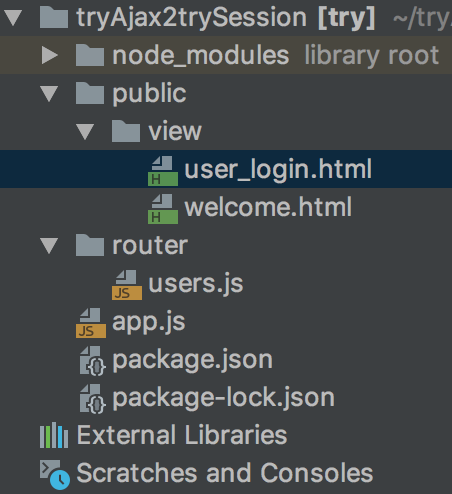 tryAjax2trySession [try] ~/try
node_modules library root
public
view
user_login.html
welcome.html
router
users.js
app.js
package.json
package-lock.json
External Libraries
Scratches and Consoles